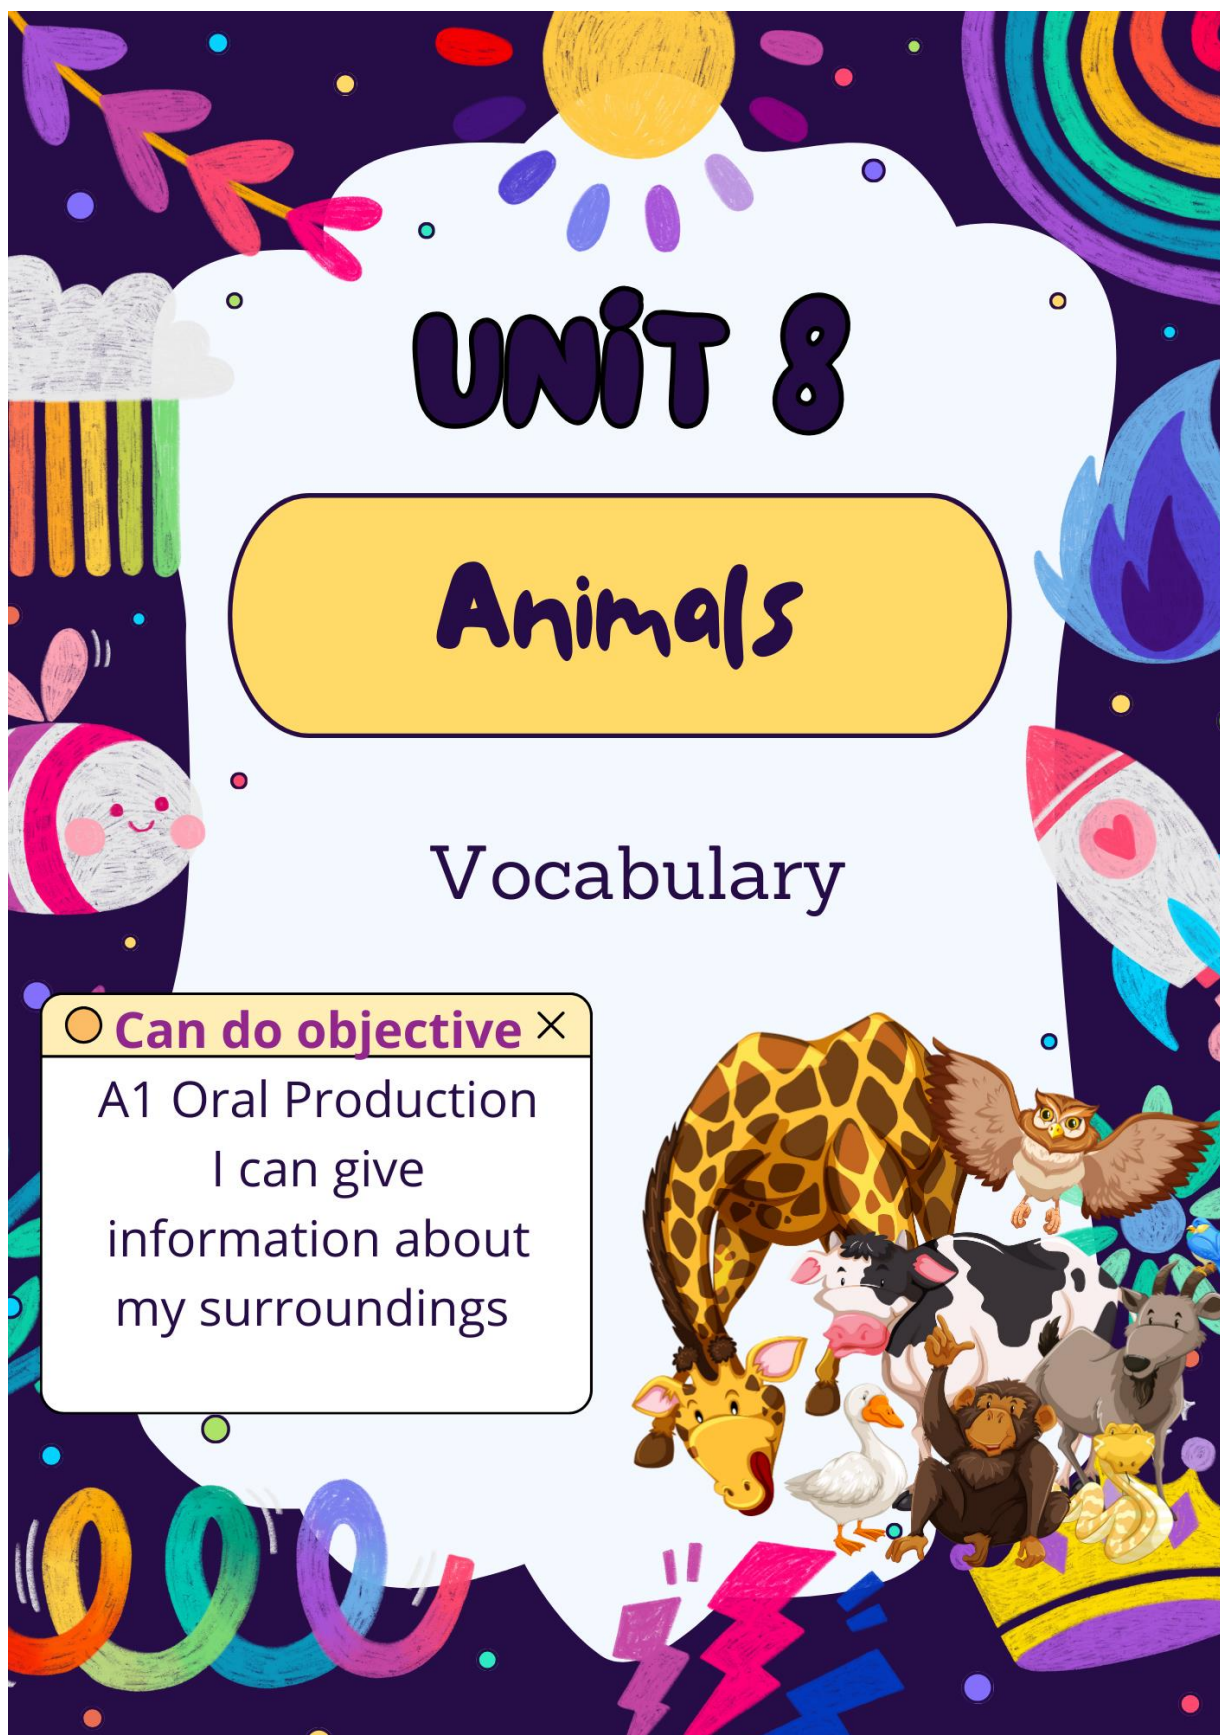 UNIT 8
Animals
Vocabulary
Can do objective
A1 Oral Production
I can give
information about
my surroundings